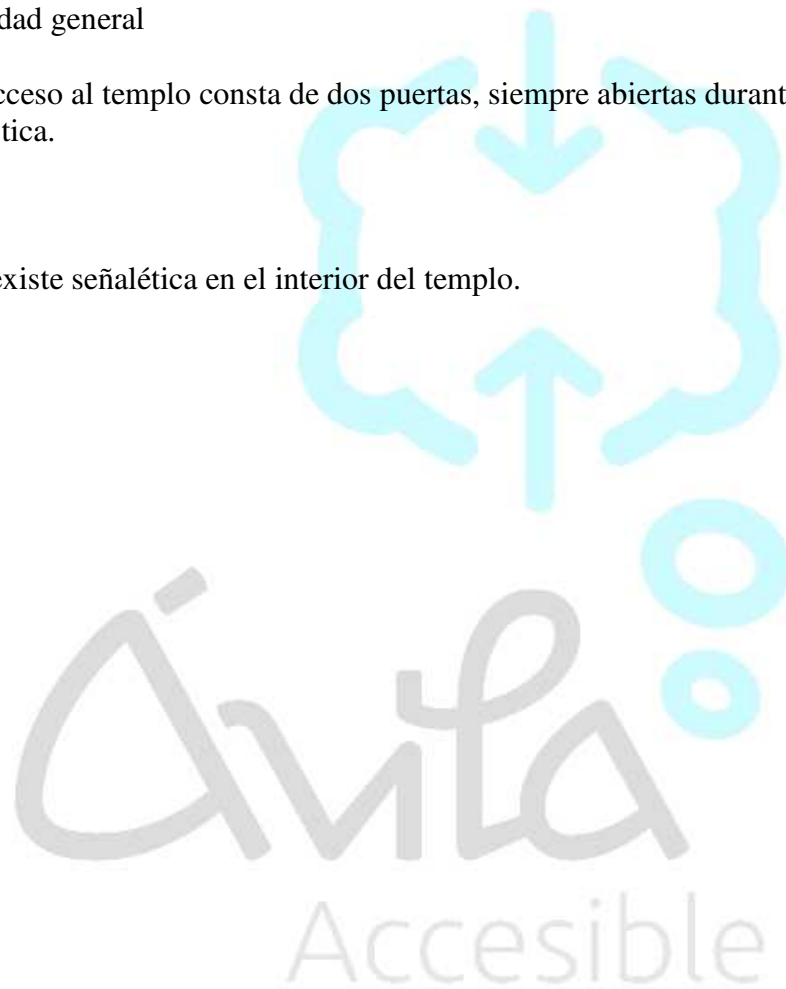 dad general
cceso al templo consta de dos puertas, siempre abiertas durant
tica.
existe señalética en el interior del templo.
Ávila
Accesible